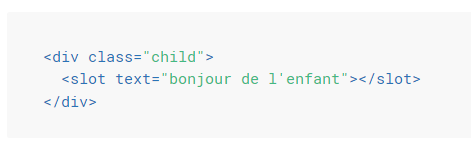 <div class="child">
  <slot text="bonjour de l'enfant"></slot>
</div>